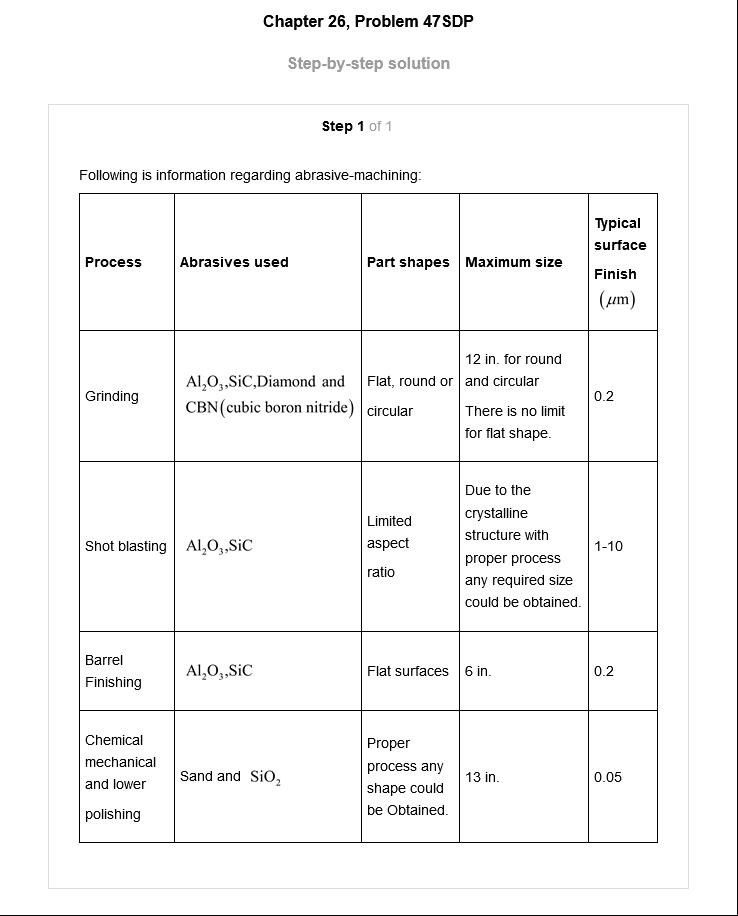 Chapter 26, Problem 47SDP
Step-by-step solution
Step 1 of 1
Following is information regarding abrasive-machining:
Process
Abrasives used
Part shapes
Maximum size
Typical
surface
Finish
(μm)
Grinding
Al₂O₃,SiC,Diamond and
CBN(cubic boron nitride)
Flat, round or
circular
12 in. for round
and circular
There is no limit
for flat shape.
0.2
Shot blasting
Al₂O₃,SiC
Limited
aspect
ratio
Due to the
crystalline
structure with
proper process
any required size
could be obtained.
1-10
Barrel
Finishing
Al₂O₃,SiC
Flat surfaces
6 in.
0.2
Chemical
mechanical
and lower
polishing
Sand and SiO₂
Proper
process any
shape could
be Obtained.
13 in.
0.05